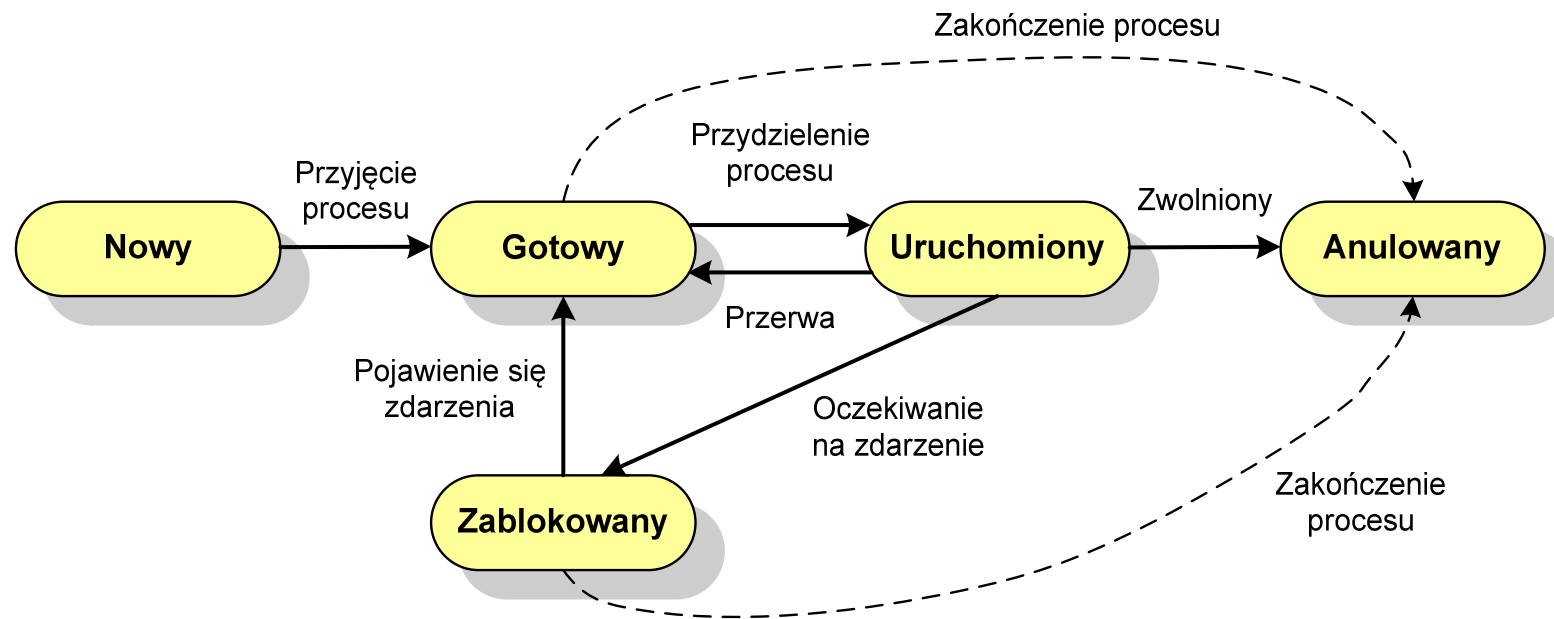 Zakończenie procesu
Przydzielenie
procesu
Przyjęcie
procesu
Zwolniony
Nowy
Gotowy
Uruchomiony
Anulowany
Przerwa
Pojawienie się
zdarzenia
Oczekiwanie
na zdarzenie
Zablokowany
Zakończenie
procesu